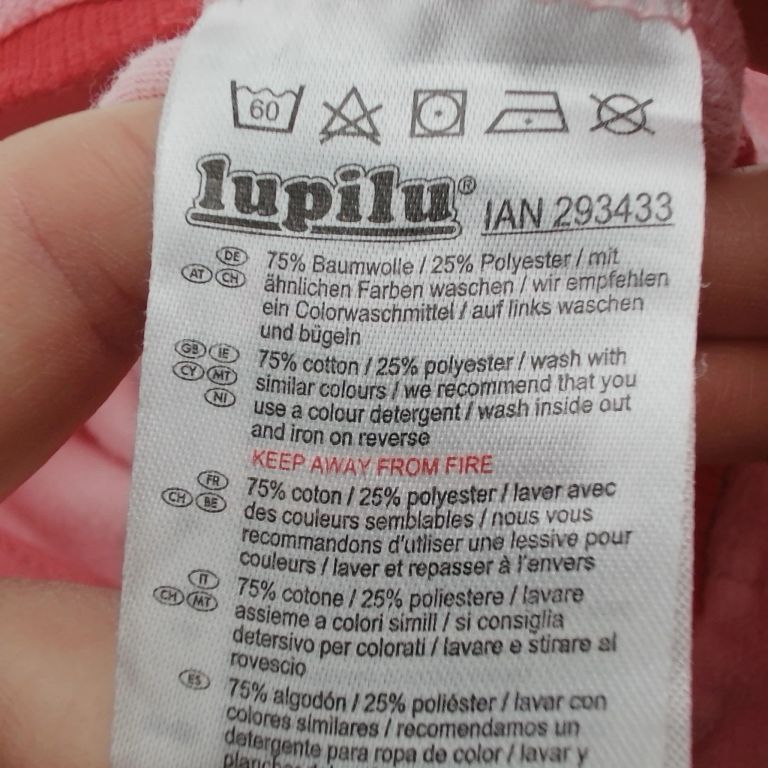 60
lupilu® IAN 293433
DE AT CH 75% Baumwolle / 25% Polyester / mit
ähnlichen Farben waschen / wir empfehlen
ein Colorwaschmittel / auf links waschen
und bügeln
GB IE CY MT NI 75% cotton / 25% polyester / wash with
similar colours / we recommend that you
use a colour detergent / wash inside out
and iron on reverse
KEEP AWAY FROM FIRE
FR CH BE 75% coton / 25% polyester / laver avec
des couleurs semblables / nous vous
recommandons d'utliser une lessive pour
couleurs / laver et repasser à l'envers
IT CH MT 75% cotone / 25% poliestere / lavare
assieme a colori simili / si consiglia
detersivo per colorati / lavare e stirare al
rovescio
ES 75% algodón / 25% poliéster / lavar con
colores similares / recomendamos un
detergente para ropa de color / lavar y